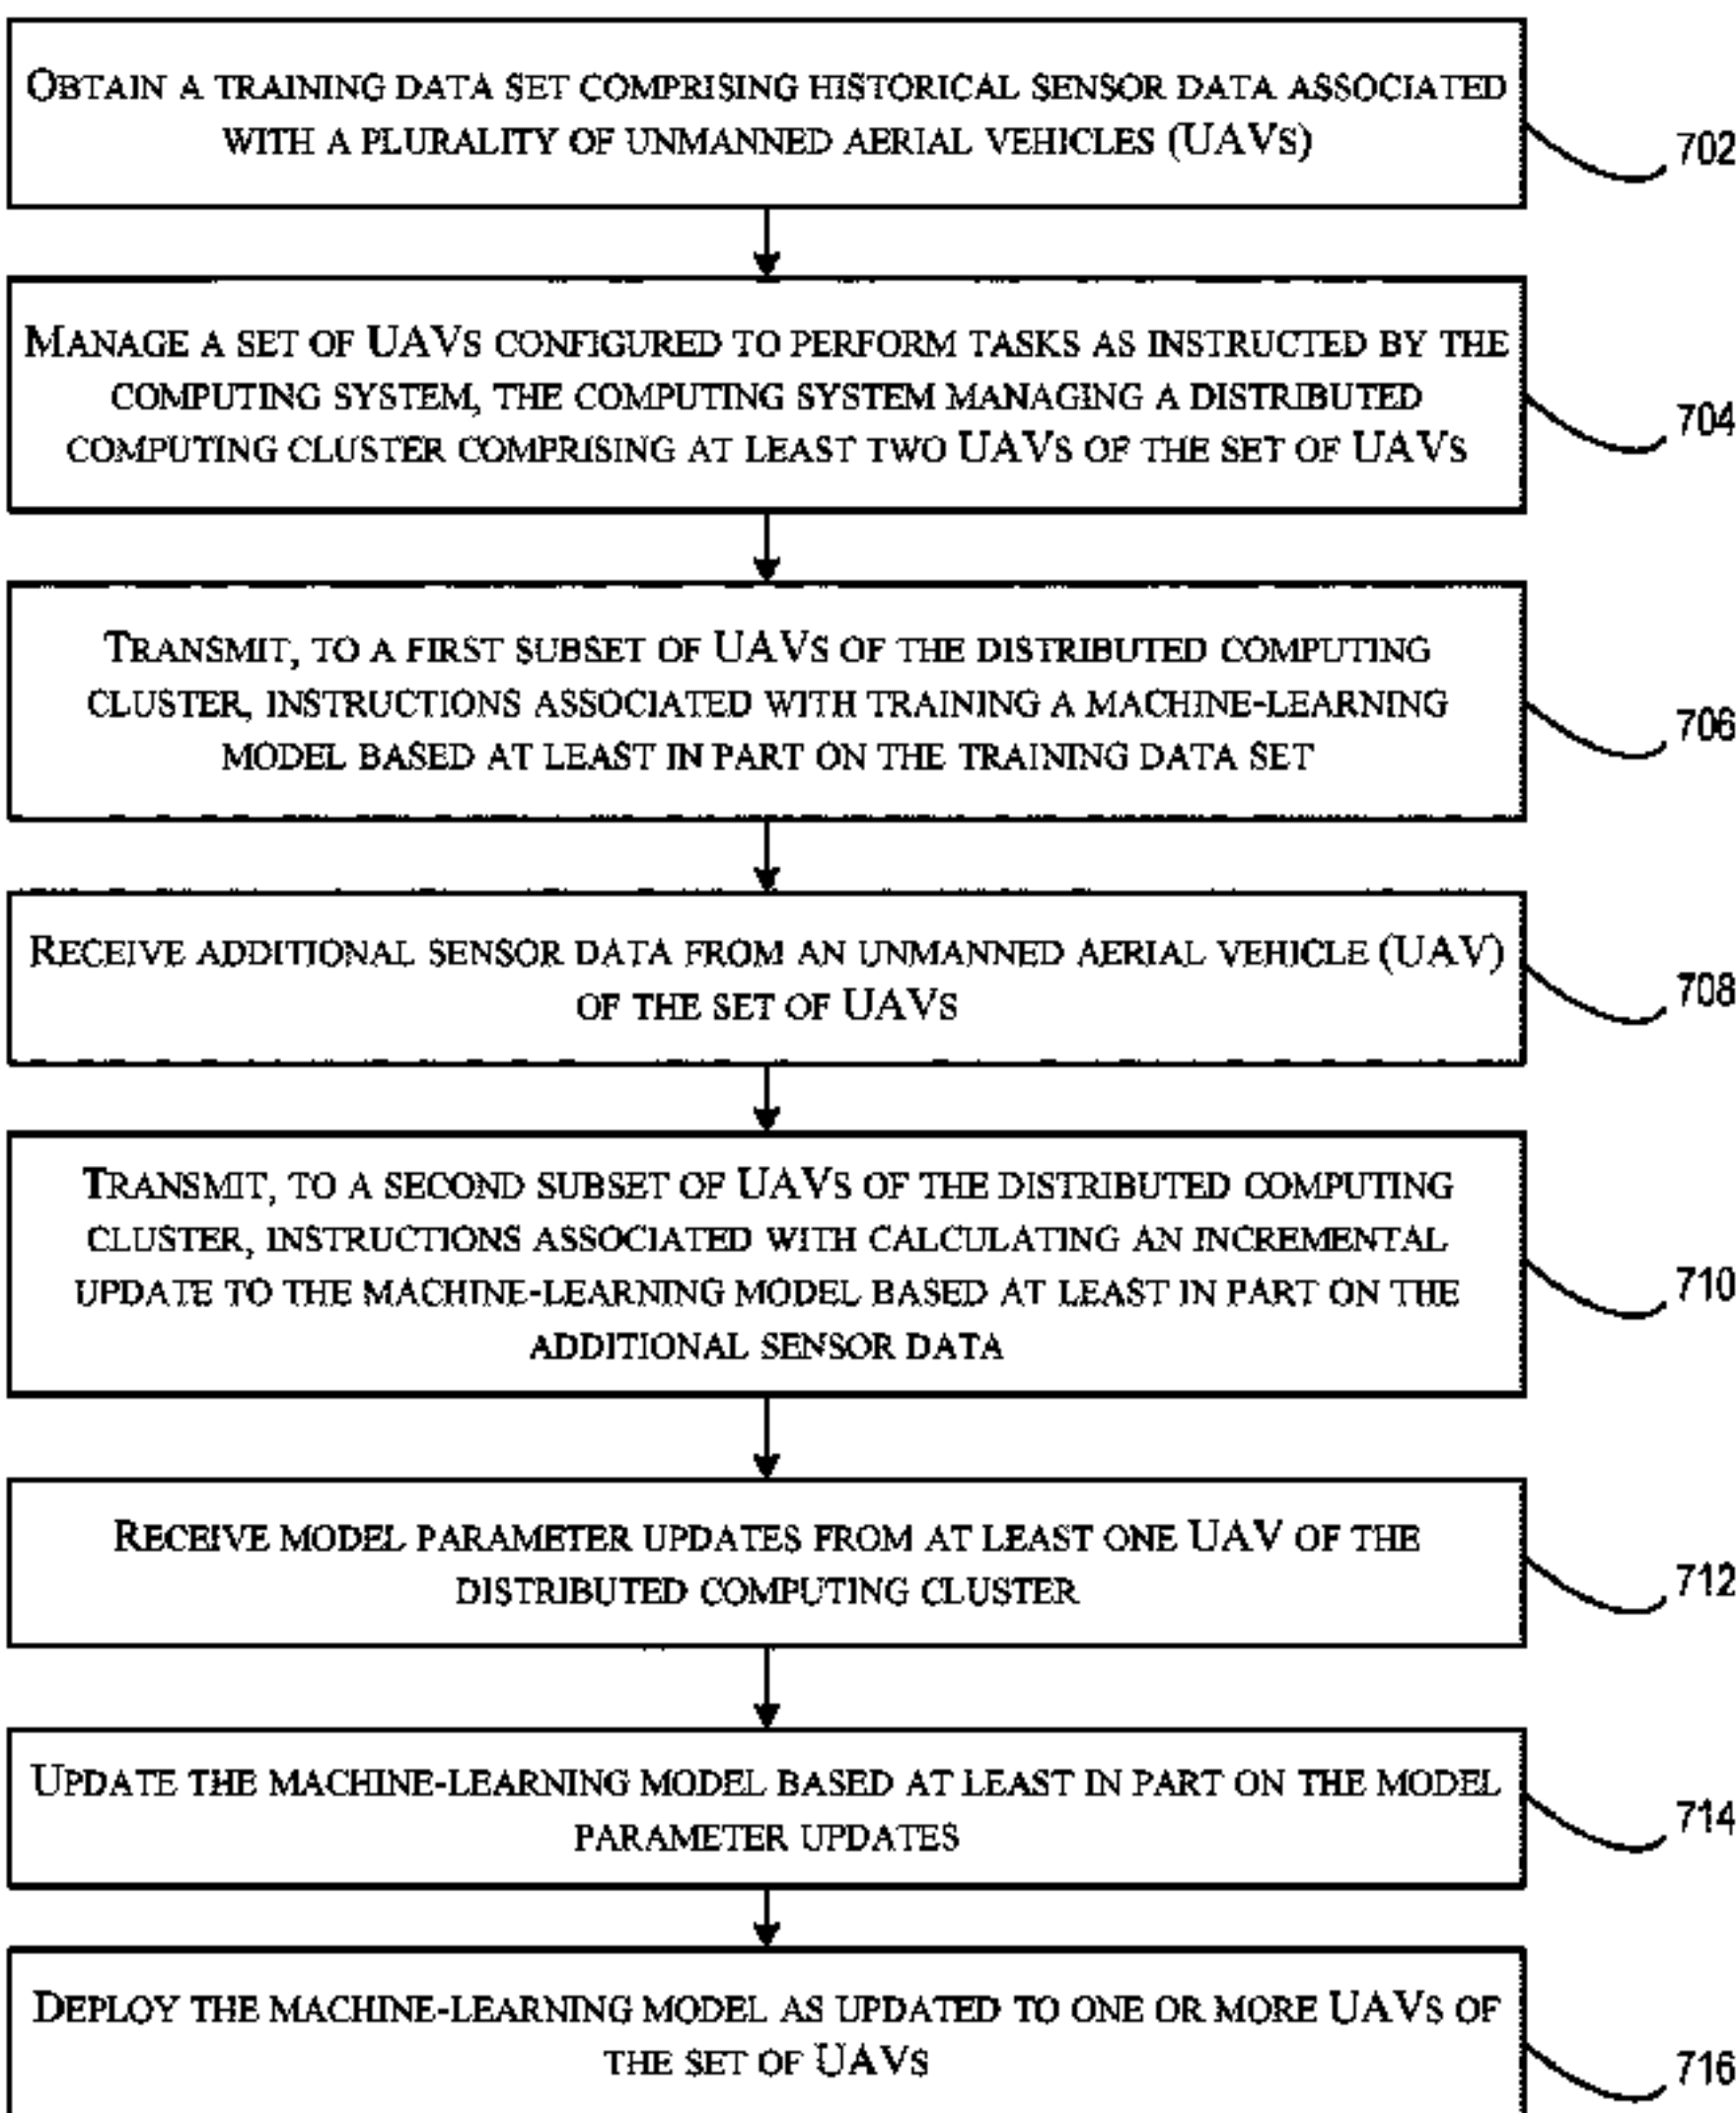 OBTAIN A TRAINING DATA SET COMPRISING HISTORICAL SENSOR DATA ASSOCIATED
WITH A PLURALITY OF UNMANNED AERIAL VEHICLES (UAVS)
702
MANAGE A SET OF UAVS CONFIGURED TO PERFORM TASKS AS INSTRUCTED BY THE
COMPUTING SYSTEM, THE COMPUTING SYSTEM MANAGING A DISTRIBUTED
COMPUTING CLUSTER COMPRISING AT LEAST TWO UAVS OF THE SET OF UAVS
704
TRANSMIT, TO A FIRST SUBSET OF UAVS OF THE DISTRIBUTED COMPUTING
CLUSTER, INSTRUCTIONS ASSOCIATED WITH TRAINING A MACHINE-LEARNING
MODEL BASED AT LEAST IN PART ON THE TRAINING DATA SET
706
RECEIVE ADDITIONAL SENSOR DATA FROM AN UNMANNED AERIAL VEHICLE (UAV)
OF THE SET OF UAVS
708
TRANSMIT, TO A SECOND SUBSET OF UAVS OF THE DISTRIBUTED COMPUTING
CLUSTER, INSTRUCTIONS ASSOCIATED WITH CALCULATING AN INCREMENTAL
UPDATE TO THE MACHINE-LEARNING MODEL BASED AT LEAST IN PART ON THE
ADDITIONAL SENSOR DATA
710
RECEIVE MODEL PARAMETER UPDATES FROM AT LEAST ONE UAV OF THE
DISTRIBUTED COMPUTING CLUSTER
712
UPDATE THE MACHINE-LEARNING MODEL BASED AT LEAST IN PART ON THE MODEL
PARAMETER UPDATES
714
DEPLOY THE MACHINE-LEARNING MODEL AS UPDATED TO ONE OR MORE UAVS OF
THE SET OF UAVS
716